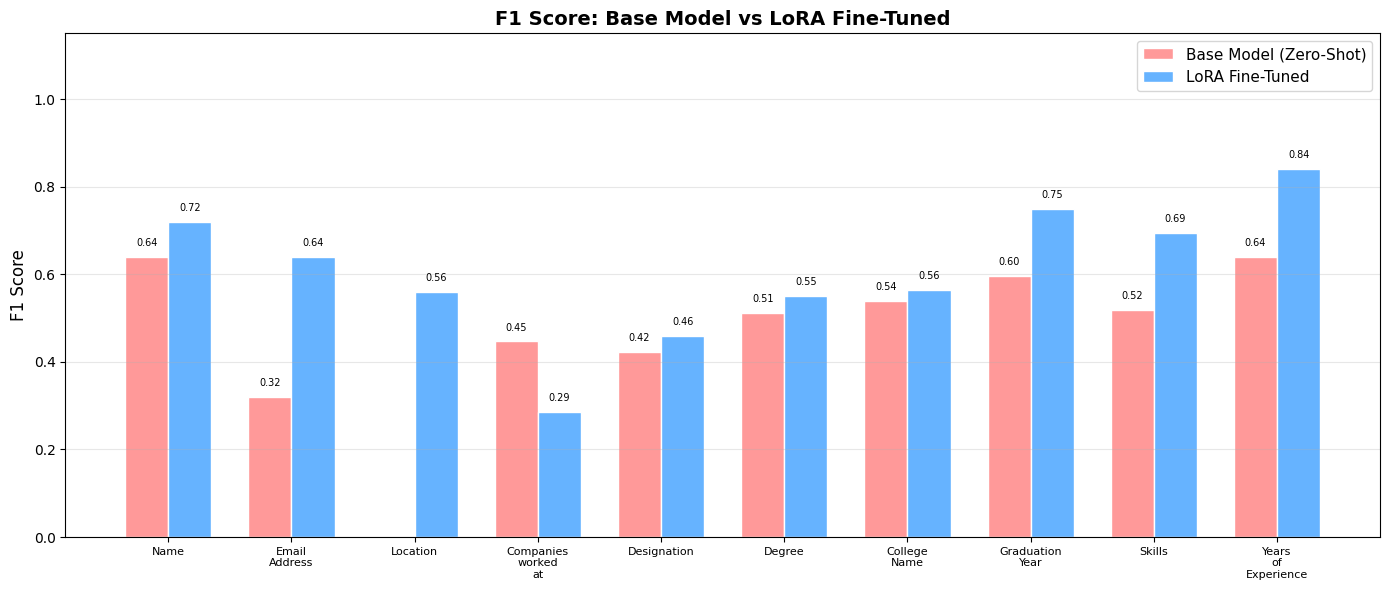 F1 Score: Base Model vs LoRA Fine-Tuned
Base Model (Zero-Shot)
LoRA Fine-Tuned
F1 Score
1.0
0.8
0.6
0.4
0.2
0.0
0.64
0.72
0.32
0.64
0.56
0.45
0.29
0.42
0.46
0.51
0.55
0.54
0.56
0.60
0.75
0.52
0.69
0.64
0.84
Name
Email
Address
Location
Companies
worked
at
Designation
Degree
College
Name
Graduation
Year
Skills
Years
of
Experience